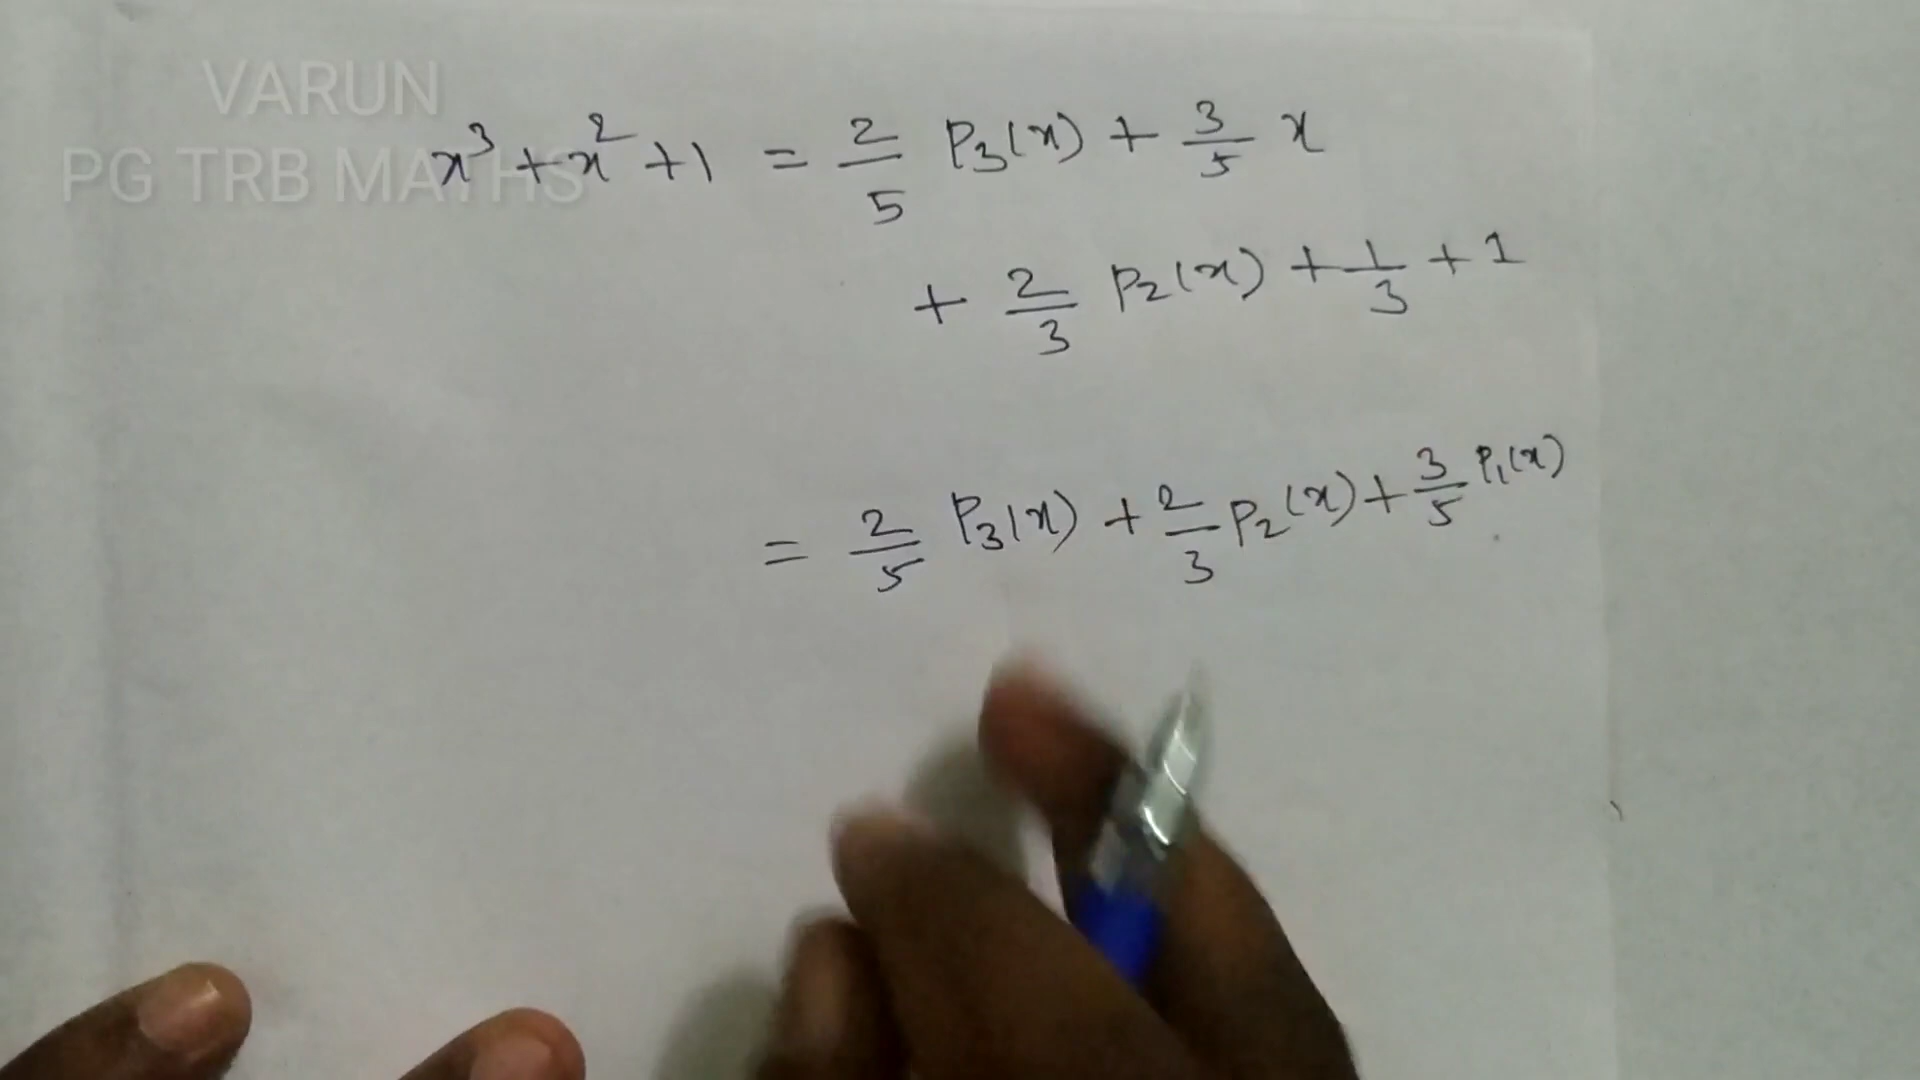 VARUN
PG TRB MATHS
x³ + x² + 1 = 2/5 P₃(x) + 3/5 x
+ 2/3 P₂(x) + 1/3 + 1
= 2/5 P₃(x) + 2/3 P₂(x) + 3/5 P₁(x)